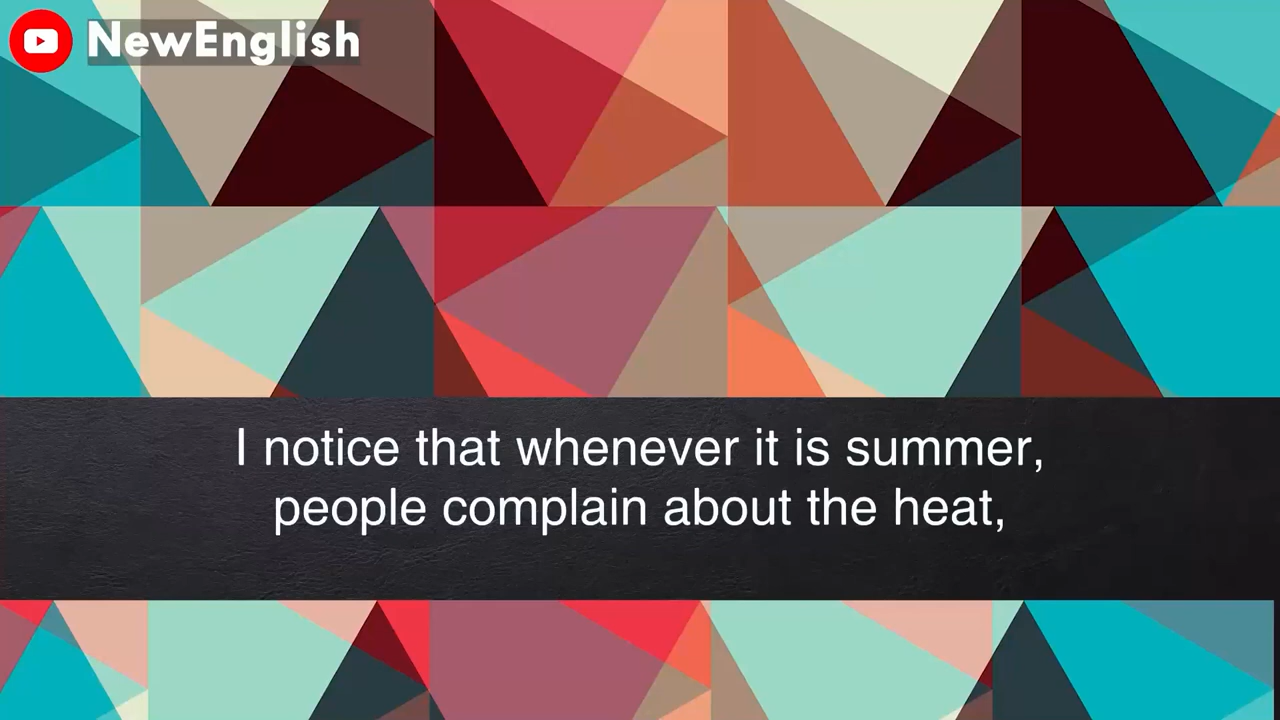 NewEnglish
I notice that whenever it is summer,
people complain about the heat,